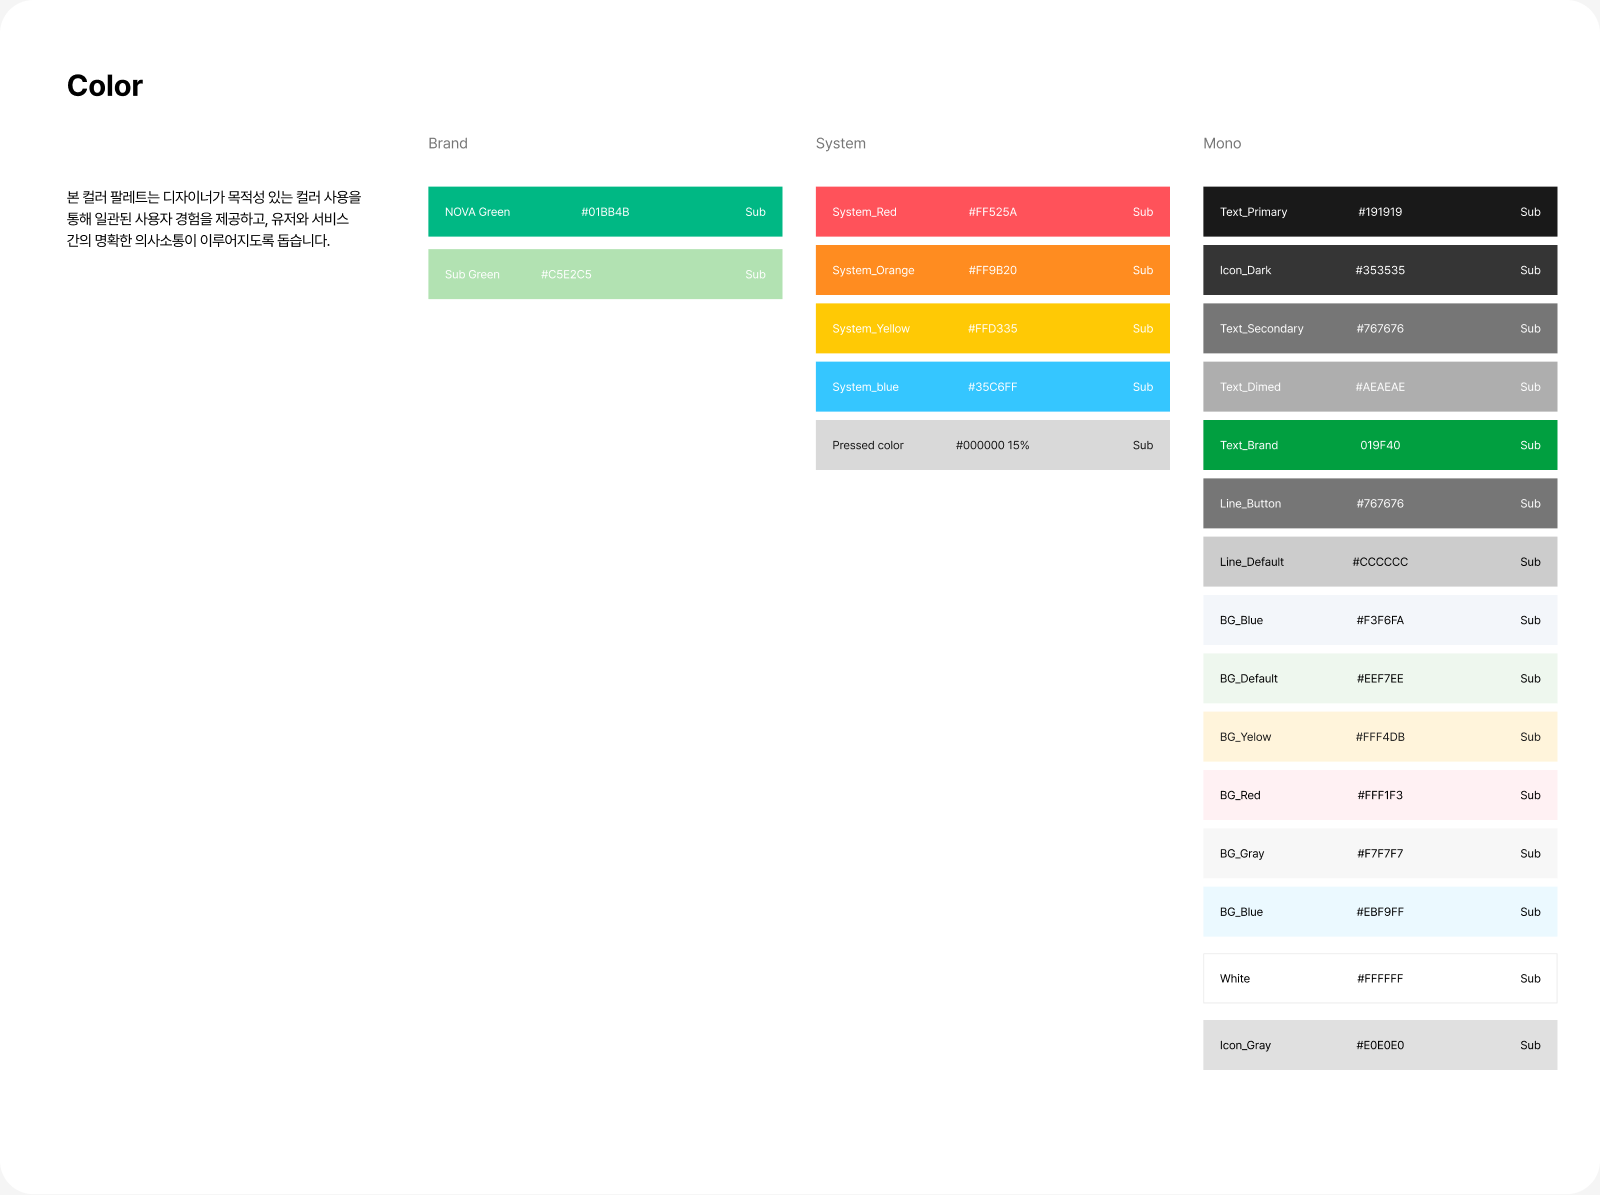 Color
본 컬러 팔레트는 디자이너가 목적성 있는 컬러 사용을
통해 일관된 사용자 경험을 제공하고, 유저와 서비스
간의 명확한 의사소통이 이루어지도록 돕습니다.
Brand
NOVA Green #01BB4B Sub
Sub Green #C5E2C5 Sub
System
System_Red #FF525A Sub
System_Orange #FF9B20 Sub
System_Yellow #FFD335 Sub
System_blue #35C6FF Sub
Pressed color #000000 15% Sub
Mono
Text_Primary #191919 Sub
Icon_Dark #353535 Sub
Text_Secondary #767676 Sub
Text_Dimed #AEAEAE Sub
Text_Brand 019F40 Sub
Line_Button #767676 Sub
Line_Default #CCCCCC Sub
BG_Blue #F3F6FA Sub
BG_Default #EEF7EE Sub
BG_Yelow #FFF4DB Sub
BG_Red #FFF1F3 Sub
BG_Gray #F7F7F7 Sub
BG_Blue #EBF9FF Sub
White #FFFFFF Sub
Icon_Gray #E0E0E0 Sub